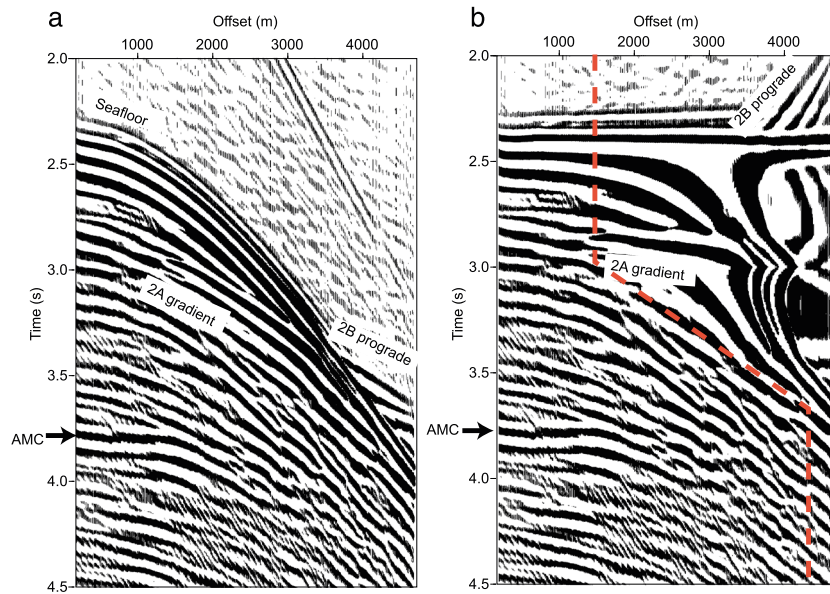 a
Offset (m)
1000 2000 3000 4000
2.0
2.5
3.0
3.5
4.0
4.5
Time (s)
Seafloor
2A gradient
2B prograde
AMC
b
Offset (m)
1000 2000 3000 4000
2.0
2.5
3.0
3.5
4.0
4.5
Time (s)
2B prograde
2A gradient
AMC